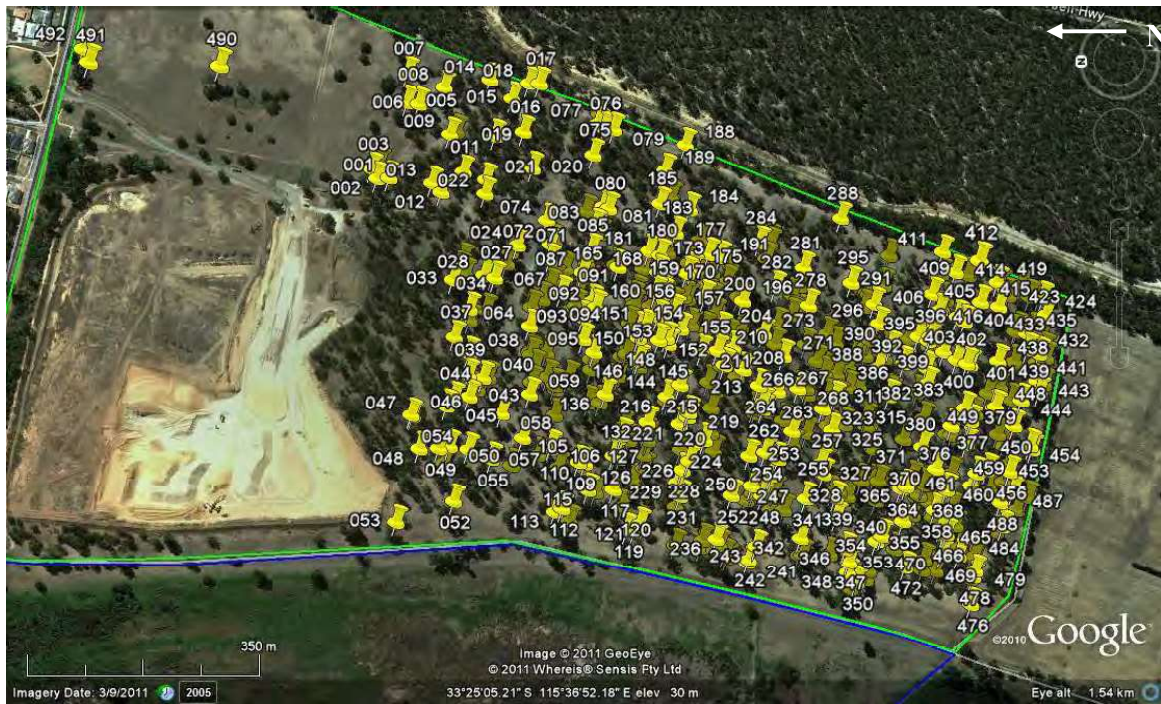 492 491 490 007 017 N
008 014 018
006 005 015 016 077 076
009 019 075 079 188
003 011 189
001 013 021 020
002 022 185
012 080 184 288
074 083 081 183
085 180 284 412
024 072 071 181 177 411
027 087 165 168 173 175 191 281
028 282 295 409 414 419
033 034 067 091 159 170 278 291
092 160 156 157 196 406 405 415 423 424
037 064 093 094 151 154 200 296 396 416 404 435
204 273 395 433
038 095 150 153 155 210 390 403 432
039 152 271 392 402 438
040 148 211 208 388 399
044 146 145 386 400 401 439 441
043 059 144 213 266 267 382 383 448 443
046 136 216 215 264 268 311 449 379
047 045 219 263 323 315 444
058 132 221 262 380 377 450
054 105 220 257 325 454
048 049 050 057 106 127 224 253 371 376
110 226 254 255 459 453
055 109 126 327 370 461
229 228 250 247 328 365 460 456 487
053 052 115 117 364 368
113 112 121 120 231 252 248 341 339 340 358 488
119 236 342 354 355 465 484
243 346 353 466
242 241 470 469 479
348 347 472
350 478
476
350 m
©2010 Google
Image © 2011 GeoEye
© 2011 Whereis® Sensis Pty Ltd
Imagery Date: 3/9/2011 2005 33°25'05.21" S 115°36'52.18" E elev 30 m Eye alt 1.54 km